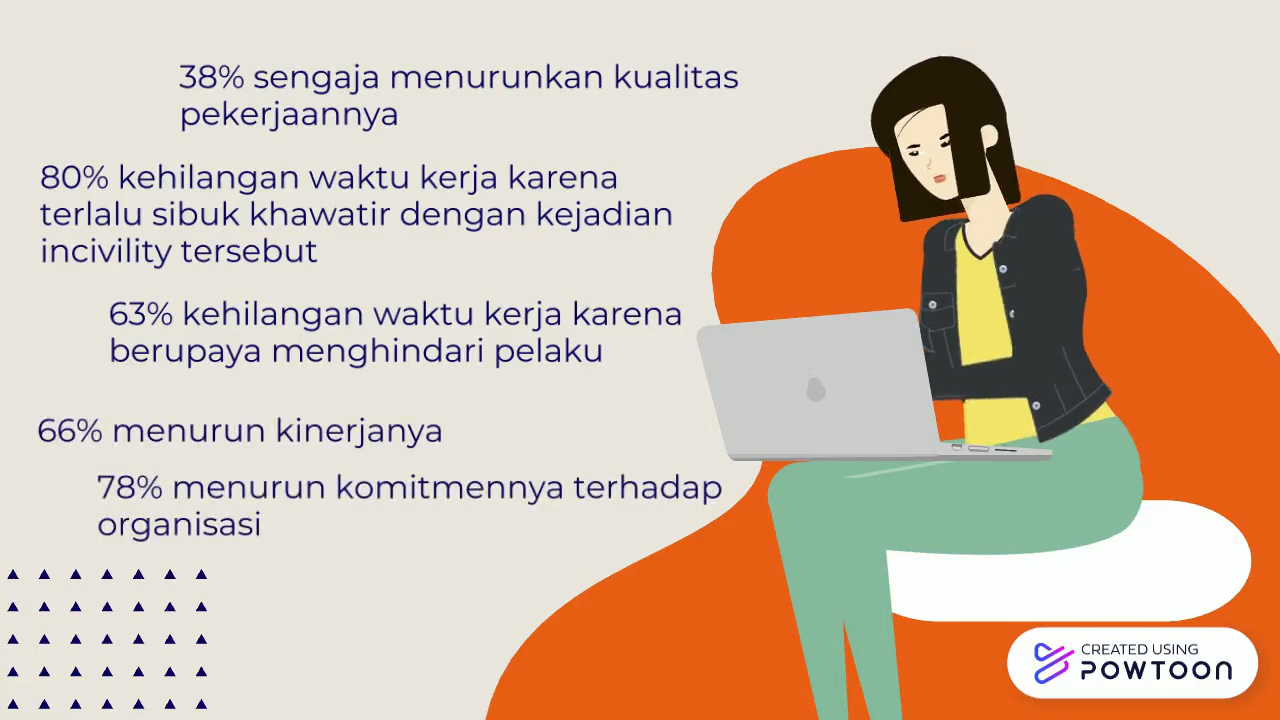 38% sengaja menurunkan kualitas
pekerjaannya
80% kehilangan waktu kerja karena
terlalu sibuk khawatir dengan kejadian
incivility tersebut
63% kehilangan waktu kerja karena
berupaya menghindari pelaku
66% menurun kinerjanya
78% menurun komitmennya terhadap
organisasi
CREATED USING
POWTOON